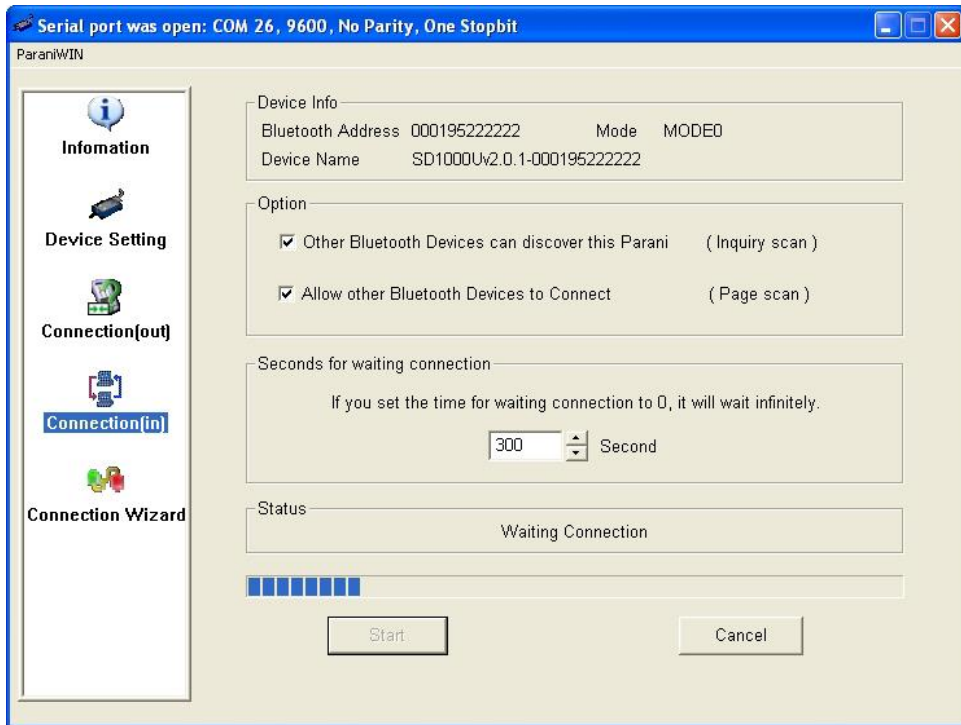 Serial port was open: COM 26, 9600, No Parity, One Stopbit
ParaniWIN
Infomation
Device Setting
Connection(out)
Connection(in)
Connection Wizard
Device Info
Bluetooth Address 000195222222 Mode MODE0
Device Name SD1000Uv2.0.1-000195222222
Option
Other Bluetooth Devices can discover this Parani ( Inquiry scan )
Allow other Bluetooth Devices to Connect ( Page scan )
Seconds for waiting connection
If you set the time for waiting connection to 0, it will wait infinitely.
300 Second
Status
Waiting Connection
Start Cancel